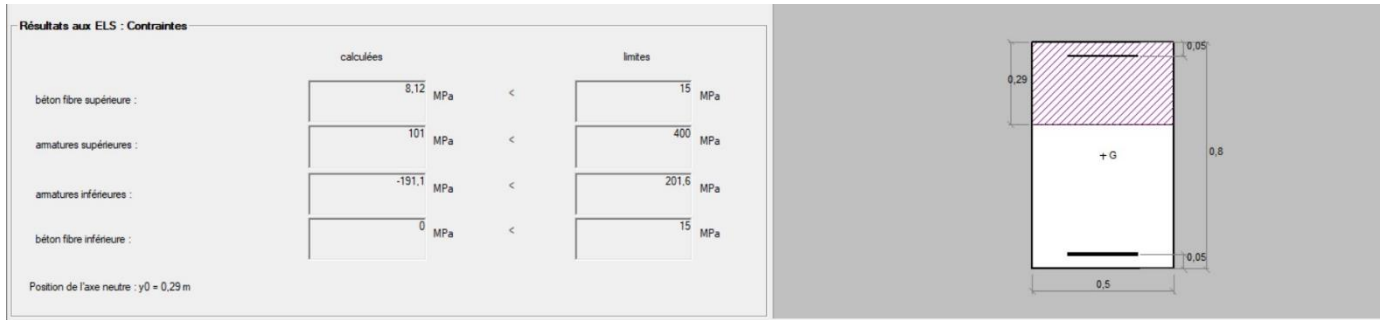 Résultats aux ELS : Contraintes
calculées limites
béton fibre supérieure : 8,12 MPa < 15 MPa
armatures supérieures : 101 MPa < 400 MPa
armatures inférieures : -191,1 MPa < 201,6 MPa
béton fibre inférieure : 0 MPa < 15 MPa
Position de l'axe neutre : y0 = 0,29 m
0,05
0,29
G
0,8
0,05
0,5